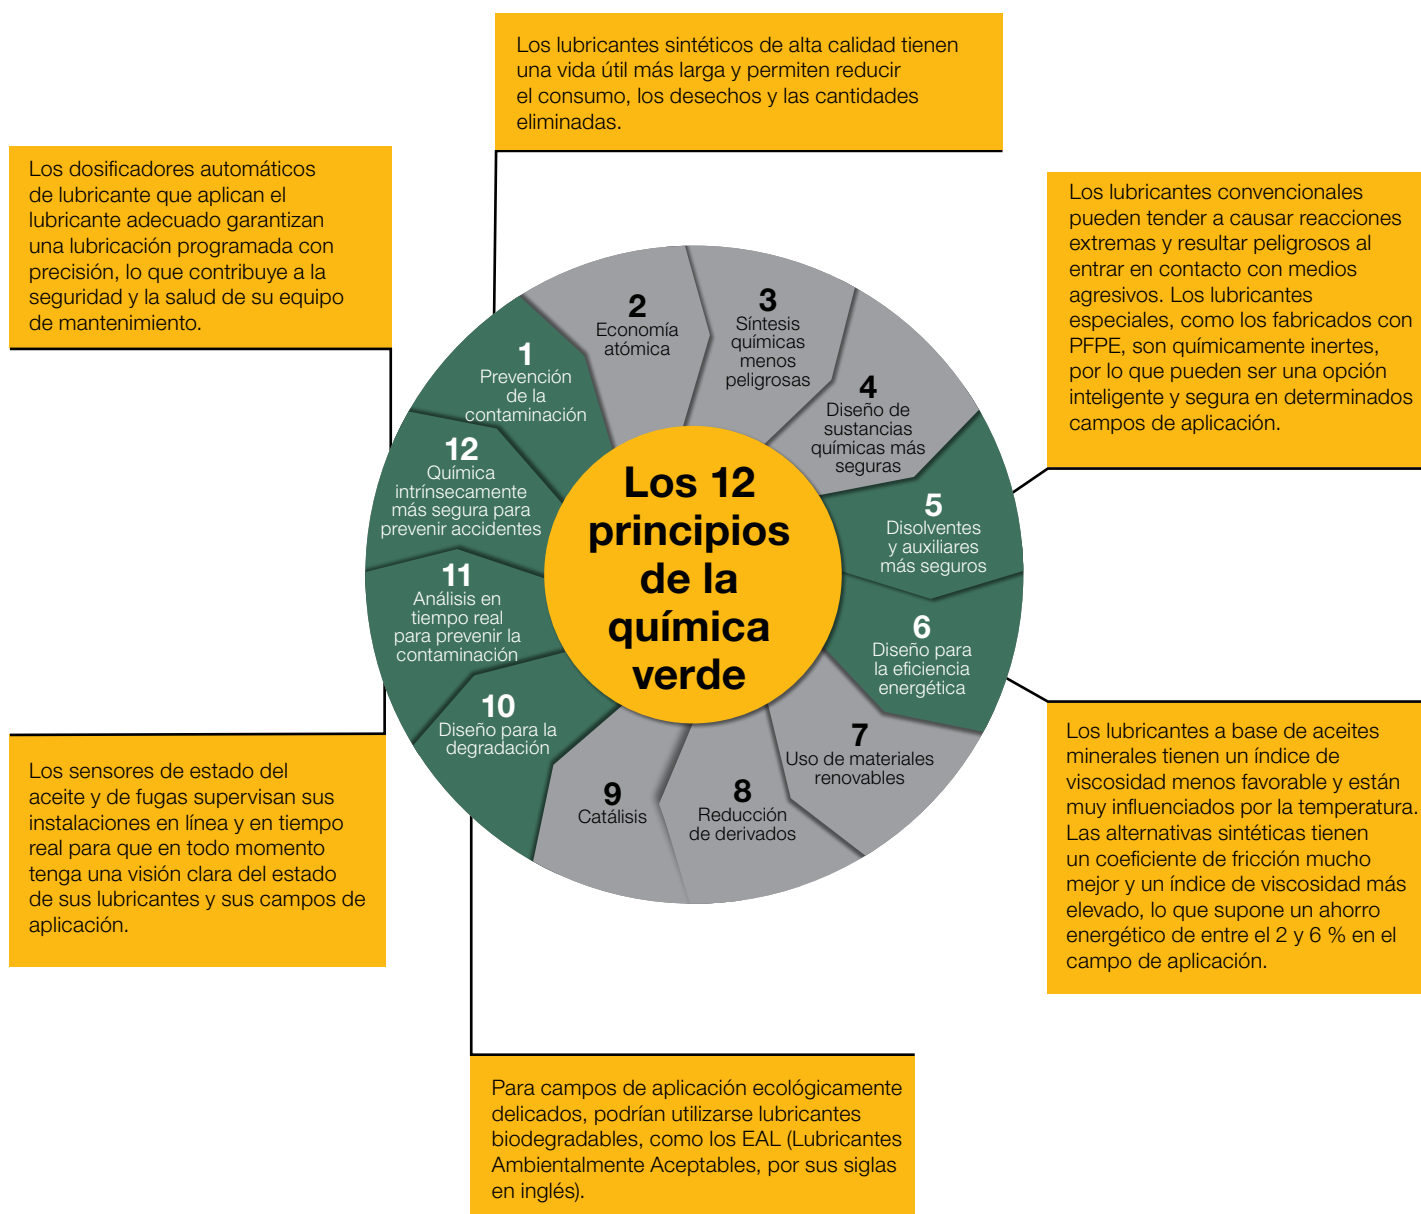 Los lubricantes sintéticos de alta calidad tienen
una vida útil más larga y permiten reducir
el consumo, los desechos y las cantidades
eliminadas.
Los dosificadores automáticos
de lubricante que aplican el
lubricante adecuado garantizan
una lubricación programada con
precisión, lo que contribuye a la
seguridad y la salud de su equipo
de mantenimiento.
Los lubricantes convencionales
pueden tender a causar reacciones
extremas y resultar peligrosos al
entrar en contacto con medios
agresivos. Los lubricantes
especiales, como los fabricados con
PFPE, son químicamente inertes,
por lo que pueden ser una opción
inteligente y segura en determinados
campos de aplicación.
Los 12
principios
de la
química
verde
1
Prevención
de la
contaminación
2
Economía
atómica
3
Síntesis
químicas
menos
peligrosas
4
Diseño de
sustancias
químicas más
seguras
5
Disolventes
y auxiliares
más seguros
6
Diseño para
la eficiencia
energética
7
Uso de materiales
renovables
8
Reducción
de derivados
9
Catálisis
10
Diseño para la
degradación
11
Análisis en
tiempo real
para prevenir la
contaminación
12
Química
intrínsecamente
más segura para
prevenir accidentes
Los sensores de estado del
aceite y de fugas supervisan sus
instalaciones en línea y en tiempo
real para que en todo momento
tenga una visión clara del estado
de sus lubricantes y sus campos de
aplicación.
Los lubricantes a base de aceites
minerales tienen un índice de
viscosidad menos favorable y están
muy influenciados por la temperatura.
Las alternativas sintéticas tienen
un coeficiente de fricción mucho
mejor y un índice de viscosidad más
elevado, lo que supone un ahorro
energético de entre el 2 y 6 % en el
campo de aplicación.
Para campos de aplicación ecológicamente
delicados, podrían utilizarse lubricantes
biodegradables, como los EAL (Lubricantes
Ambientalmente Aceptables, por sus siglas
en inglés).